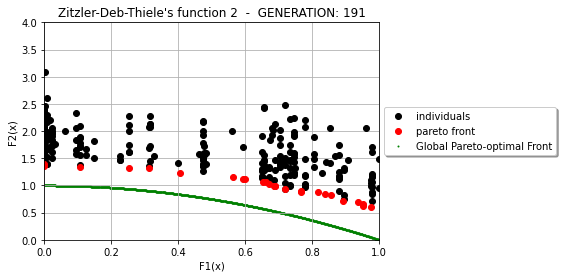 Zitzler-Deb-Thiele's function 2 - GENERATION: 191
4.0
3.5
3.0
2.5
2.0
1.5
1.0
0.5
0.0
F2(x)
0.0 0.2 0.4 0.6 0.8 1.0
F1(x)
individuals
pareto front
Global Pareto-optimal Front